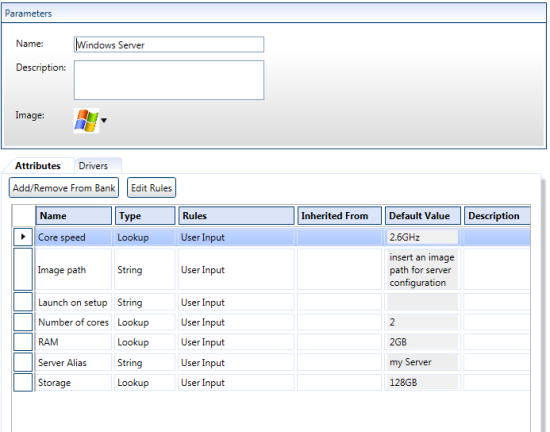 Parameters
Name: Windows Server
Description:
Image:
Attributes Drivers
Add/Remove From Bank Edit Rules
Name Type Rules Inherited From Default Value Description
Core speed Lookup User Input 2.6GHz
insert an image
Image path String User Input path for server
configuration
Launch on setup String User Input
Number of cores Lookup User Input 2
RAM Lookup User Input 2GB
Server Alias String User Input my Server
Storage Lookup User Input 128GB